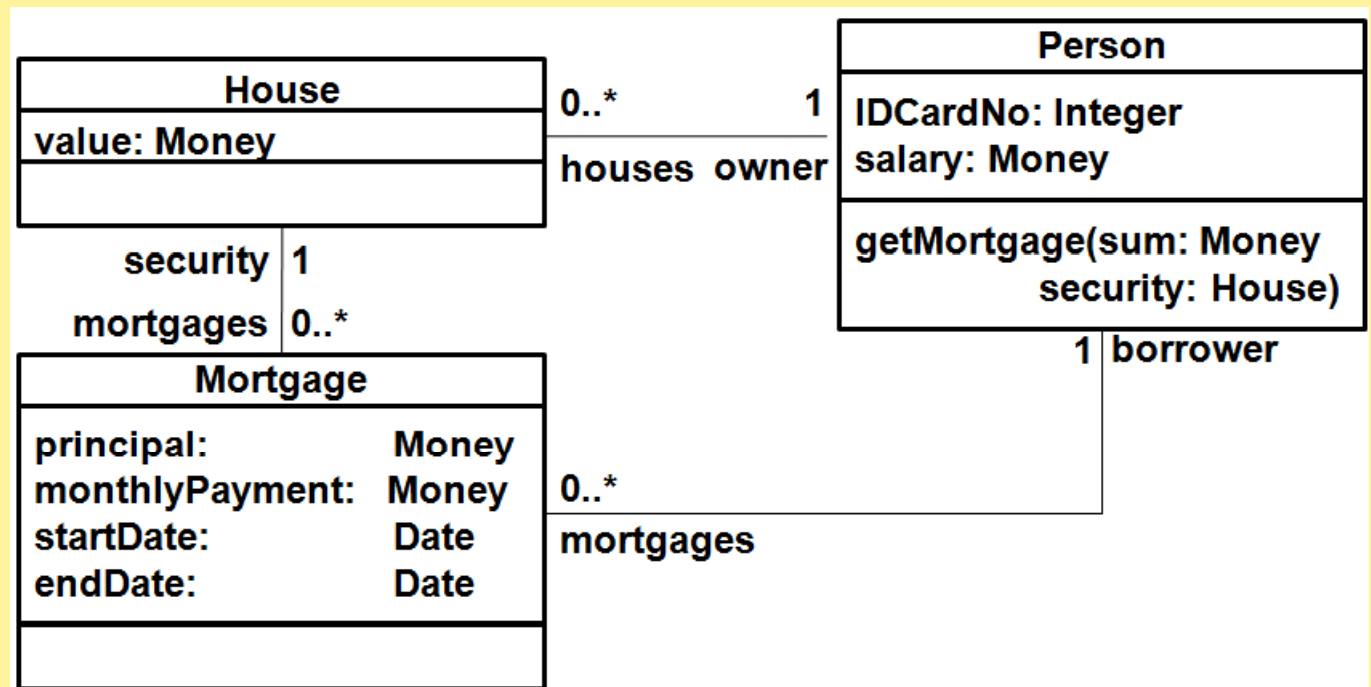 House
value: Money
0..*
1
houses
owner
Person
IDCardNo: Integer
salary: Money
getMortgage(sum: Money
security: House)
security
1
mortgages
0..*
Mortgage
principal: Money
monthlyPayment: Money
startDate: Date
endDate: Date
0..*
mortgages
1
borrower